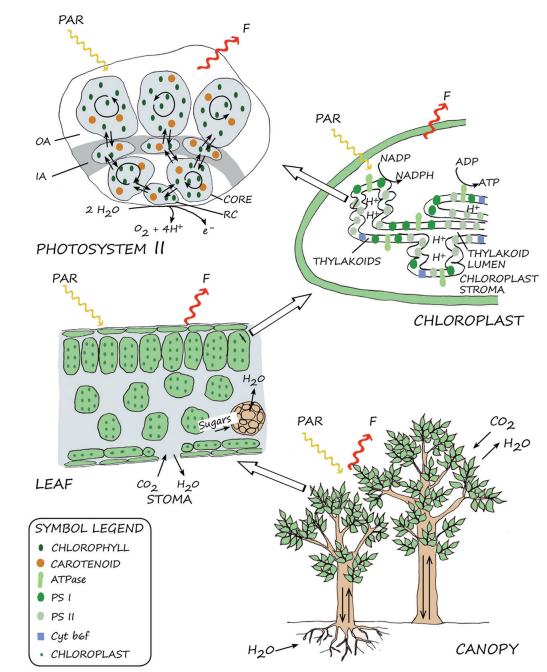 PAR
F
OA
IA
CORE
RC
2 H₂O
O₂ + 4H⁺
e⁻
PHOTOSYSTEM II
PAR
F
NADP
NADPH
ADP
ATP
H⁺
H⁺
H⁺
H⁺
H⁺
THYLAKOIDS
THYLAKOID
LUMEN
CHLOROPLAST
STROMA
CHLOROPLAST
PAR
F
H₂O
Sugars
LEAF
CO₂
H₂O
STOMA
PAR
F
CO₂
H₂O
H₂O
CANOPY
SYMBOL LEGEND
CHLOROPHYLL
CAROTENOID
ATPase
PS I
PS II
Cyt b6f
CHLOROPLAST